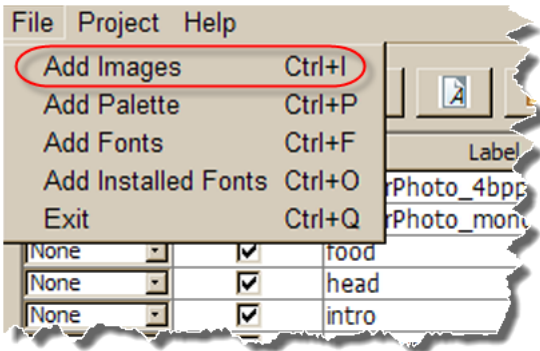 File Project Help
Add Images Ctrl+I
Add Palette Ctrl+P
Add Fonts Ctrl+F
Add Installed Fonts Ctrl+O
Exit Ctrl+Q
A
Label
rPhoto_4bpp
rPhoto_mono
None food
None head
None intro